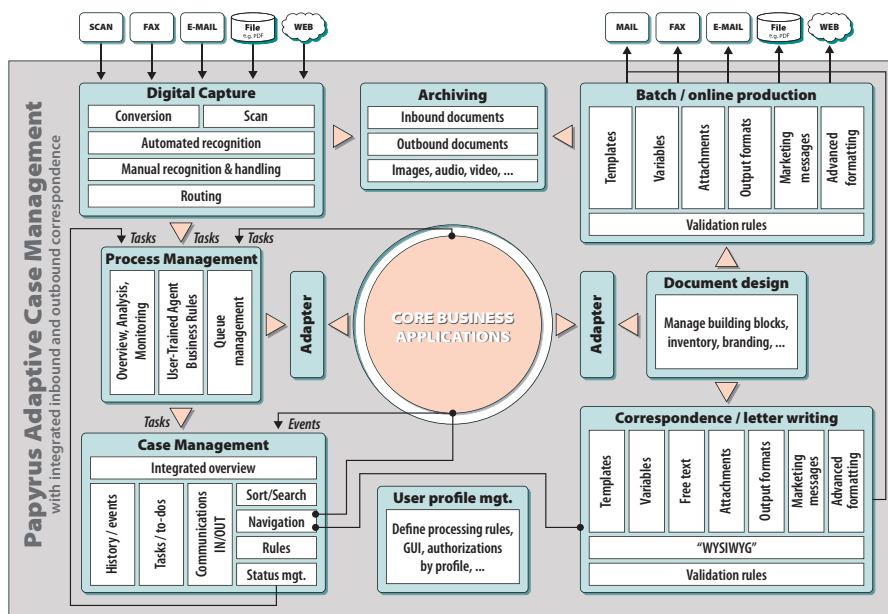 SCAN
FAX
E-MAIL
File
e.g. PDF
WEB
MAIL
FAX
E-MAIL
File
e.g. PDF
WEB
Papyrus Adaptive Case Management
with integrated inbound and outbound correspondence
Digital Capture
Conversion
Scan
Automated recognition
Manual recognition & handling
Routing
Archiving
Inbound documents
Outbound documents
Images, audio, video, ...
Batch / online production
Templates
Variables
Attachments
Output formats
Marketing
messages
Advanced
formatting
Validation rules
Tasks
Tasks
Tasks
Process Management
Overview, Analysis,
Monitoring
User-Trained Agent
Business Rules
Queue
management
Adapter
CORE BUSINESS
APPLICATIONS
Adapter
Document design
Manage building blocks,
inventory, branding, ...
Tasks
Events
Case Management
Integrated overview
History / events
Tasks / to-dos
Communications
IN/OUT
Sort/Search
Navigation
Rules
Status mgt.
User profile mgt.
Define processing rules,
GUI, authorizations
by profile, ...
Correspondence / letter writing
Templates
Variables
Free text
Attachments
Output formats
Marketing
messages
Advanced
formatting
“WYSIWYG”
Validation rules